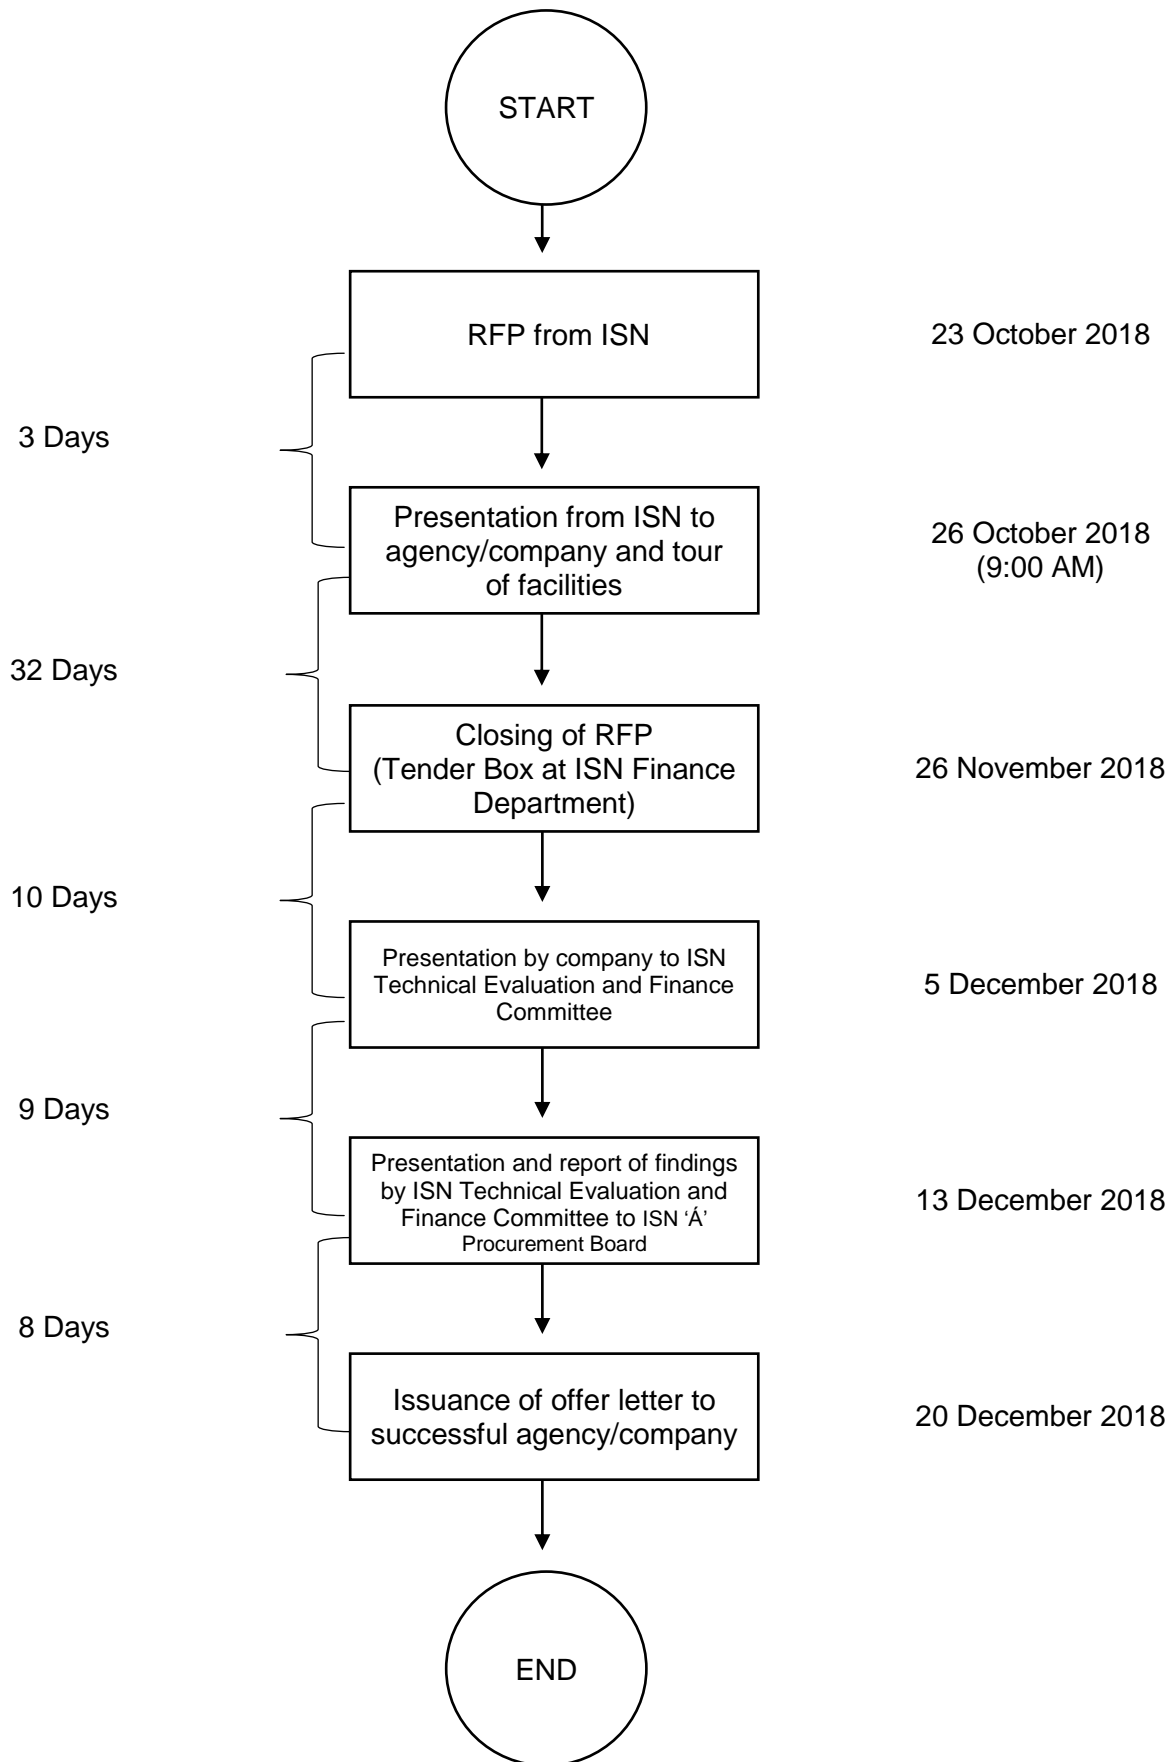 START
RFP from ISN
23 October 2018
3 Days
Presentation from ISN to
agency/company and tour
of facilities
26 October 2018
(9:00 AM)
32 Days
Closing of RFP
(Tender Box at ISN Finance
Department)
26 November 2018
10 Days
Presentation by company to ISN
Technical Evaluation and Finance
Committee
5 December 2018
9 Days
Presentation and report of findings
by ISN Technical Evaluation and
Finance Committee to ISN ‘Á’
Procurement Board
13 December 2018
8 Days
Issuance of offer letter to
successful agency/company
20 December 2018
END